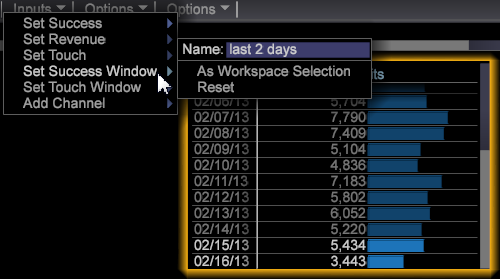 Inputs Options Options
Set Success
Set Revenue
Set Touch
Set Success Window
Set Touch Window
Add Channel
Name: last 2 days
As Workspace Selection
Reset
02/06/13 5,704
02/07/13 7,790
02/08/13 7,409
02/09/13 5,104
02/10/13 4,836
02/11/13 7,183
02/12/13 5,802
02/13/13 6,052
02/14/13 5,220
02/15/13 5,434
02/16/13 3,443